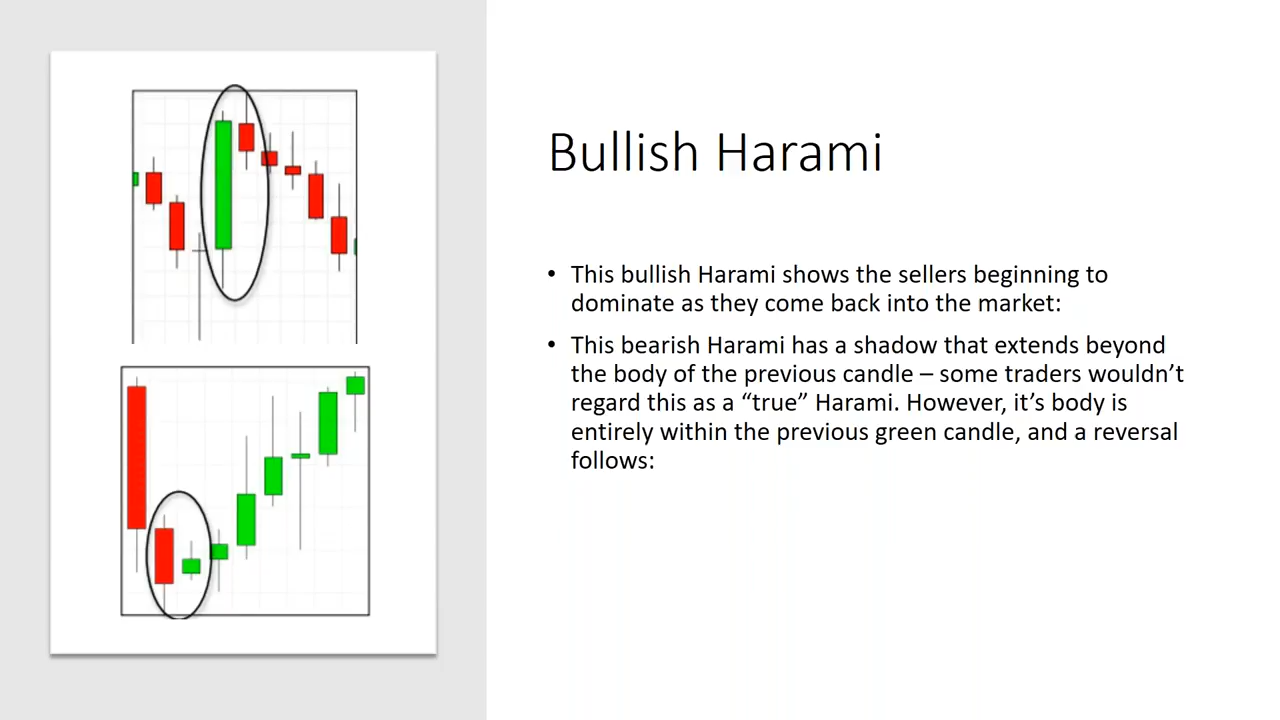 Bullish Harami
• This bullish Harami shows the sellers beginning to
dominate as they come back into the market:
• This bearish Harami has a shadow that extends beyond
the body of the previous candle – some traders wouldn’t
regard this as a “true” Harami. However, it’s body is
entirely within the previous green candle, and a reversal
follows: